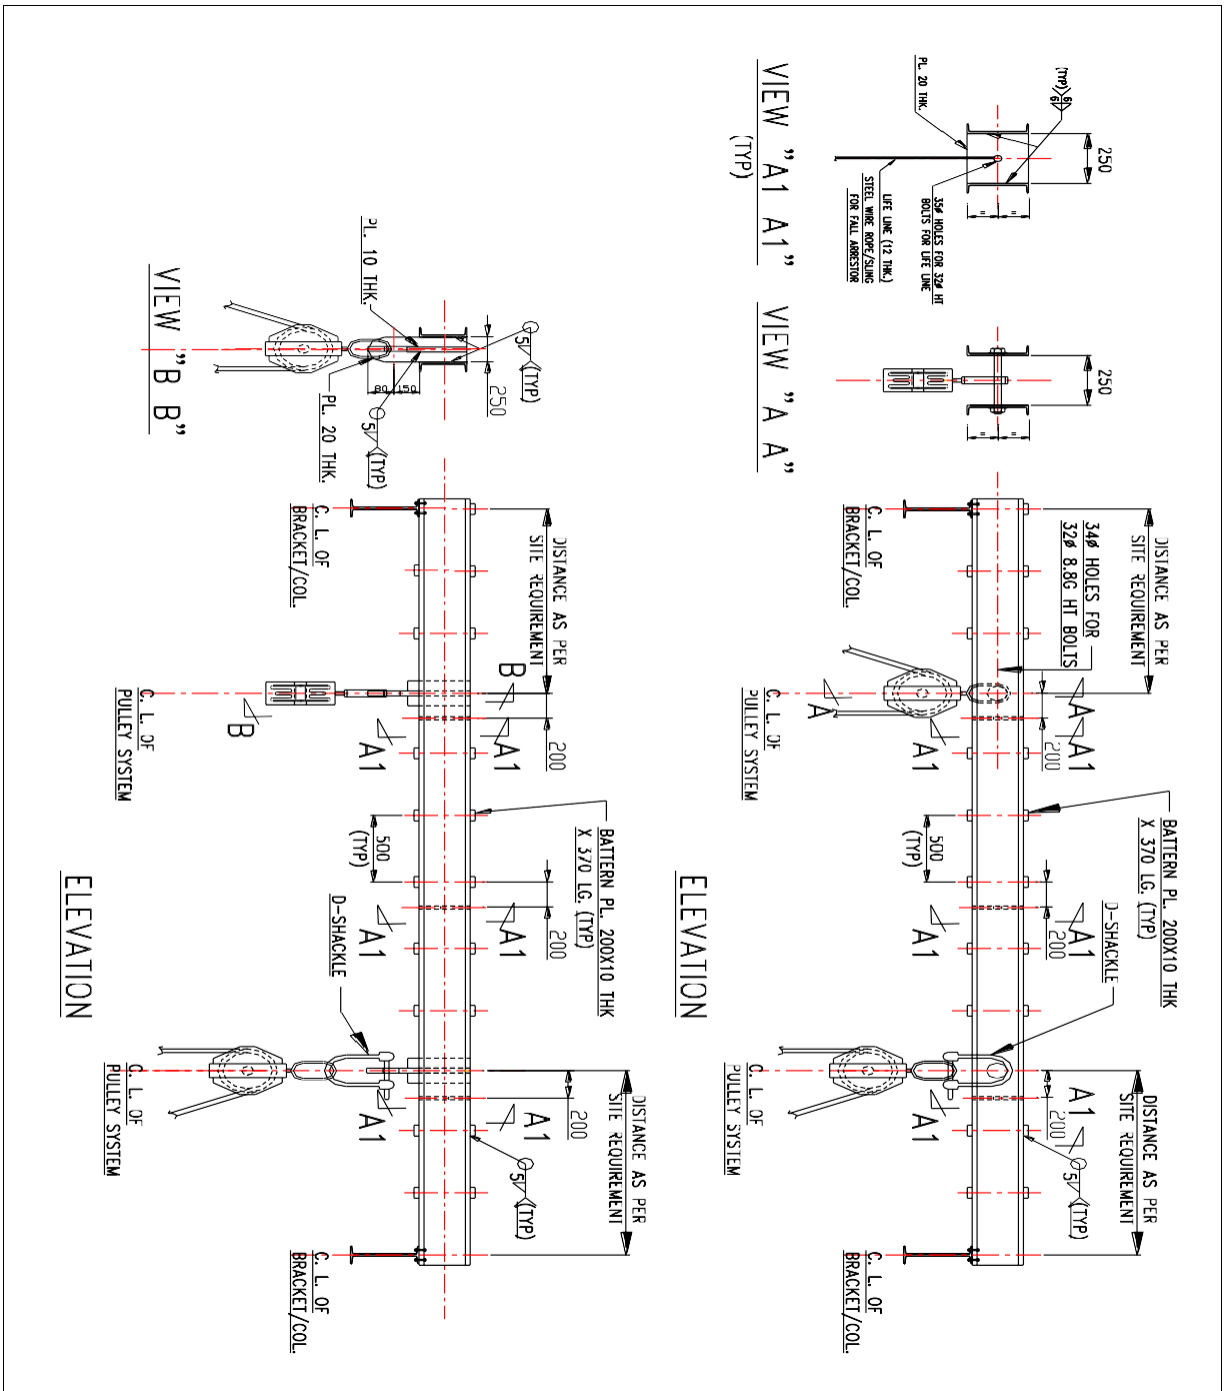 250
(TYP)
6
6
PL. 20 THK.
35ø HOLES FOR 32ø HT
BOLTS FOR LIFE LINE
LIFE LINE (12 THK.)
STEEL WIRE ROPE/SLING
FOR FALL ARRESTOR
=
=
VIEW "A1 A1"
(TYP)
250
=
=
VIEW "A A"
DISTANCE AS PER
SITE REQUIREMENT
34ø HOLES FOR
32ø 8.8G HT BOLTS
C. L. OF
BRACKET/COL.
A
A
200
A1
A1
C. L. OF
PULLEY SYSTEM
BATTERN PL. 200X10 THK
X 370 LG. (TYP)
500
(TYP)
200
A1
A1
D-SHACKLE
A1
200
A1
5
(TYP)
DISTANCE AS PER
SITE REQUIREMENT
C. L. OF
PULLEY SYSTEM
C. L. OF
BRACKET/COL.
ELEVATION
5
(TYP)
250
150
80
PL. 10 THK.
5
(TYP)
PL. 20 THK.
VIEW "B B"
DISTANCE AS PER
SITE REQUIREMENT
C. L. OF
BRACKET/COL.
B
B
200
A1
A1
C. L. OF
PULLEY SYSTEM
BATTERN PL. 200X10 THK
X 370 LG. (TYP)
500
(TYP)
200
A1
A1
D-SHACKLE
200
A1
A1
5
(TYP)
DISTANCE AS PER
SITE REQUIREMENT
C. L. OF
PULLEY SYSTEM
C. L. OF
BRACKET/COL.
ELEVATION